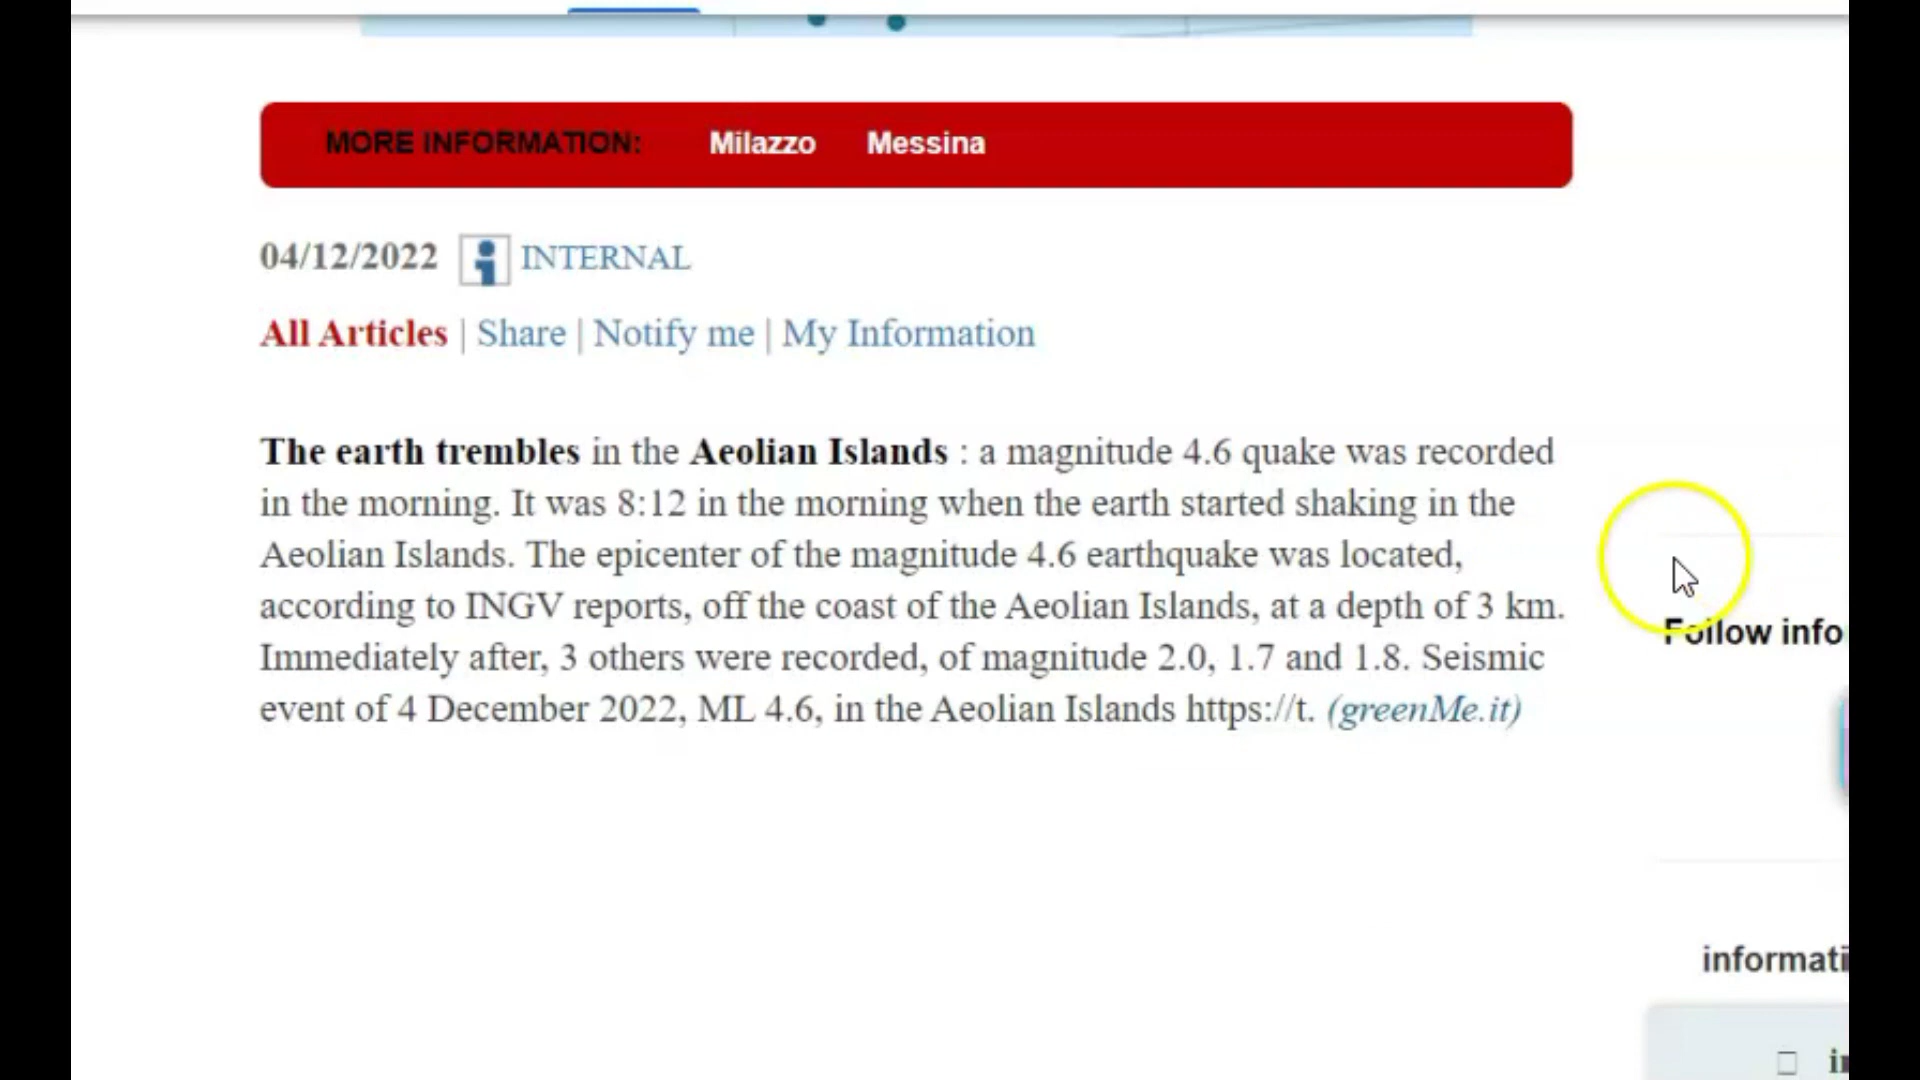 MORE INFORMATION: Milazzo Messina
04/12/2022 INTERNAL
All Articles | Share | Notify me | My Information
The earth trembles in the Aeolian Islands : a magnitude 4.6 quake was recorded
in the morning. It was 8:12 in the morning when the earth started shaking in the
Aeolian Islands. The epicenter of the magnitude 4.6 earthquake was located,
according to INGV reports, off the coast of the Aeolian Islands, at a depth of 3 km.
Immediately after, 3 others were recorded, of magnitude 2.0, 1.7 and 1.8. Seismic
event of 4 December 2022, ML 4.6, in the Aeolian Islands https://t. (greenMe.it)
Follow info
informati